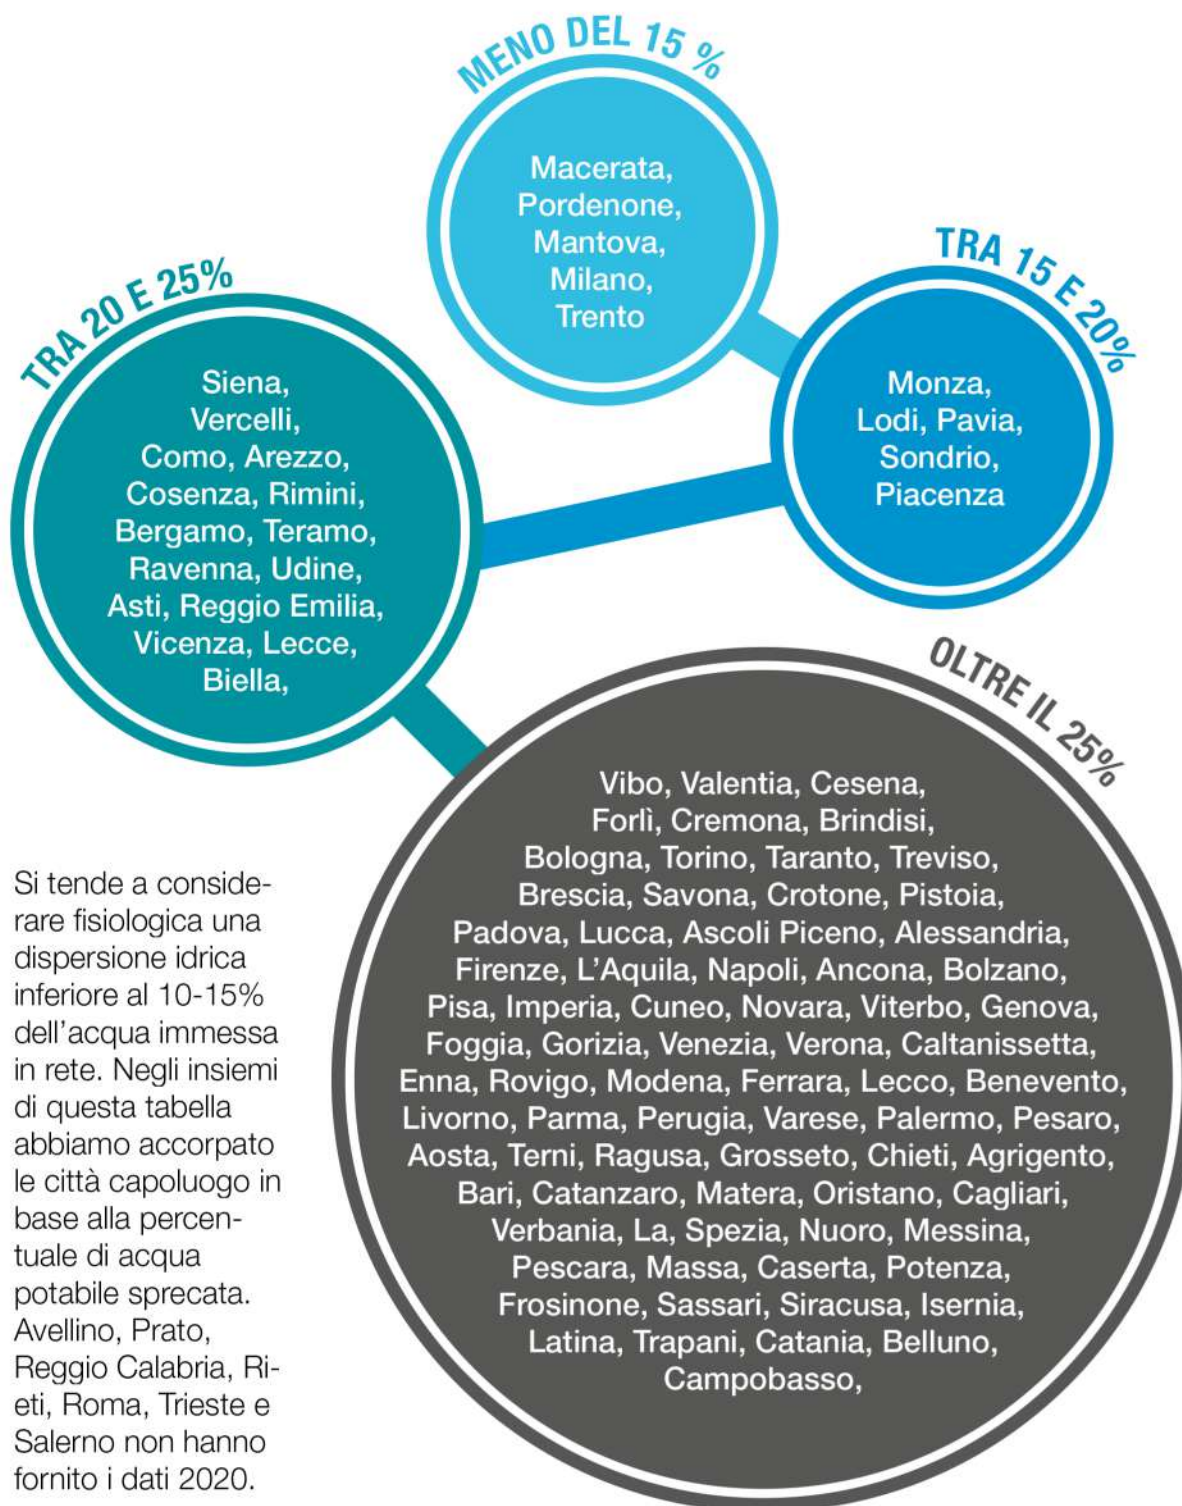 MENO DEL 15 %
Macerata,
Pordenone,
Mantova,
Milano,
Trento
TRA 15 E 20%
Monza,
Lodi, Pavia,
Sondrio,
Piacenza
TRA 20 E 25%
Siena,
Vercelli,
Como, Arezzo,
Cosenza, Rimini,
Bergamo, Teramo,
Ravenna, Udine,
Asti, Reggio Emilia,
Vicenza, Lecce,
Biella,
OLTRE IL 25%
Vibo, Valentia, Cesena,
Forlì, Cremona, Brindisi,
Bologna, Torino, Taranto, Treviso,
Brescia, Savona, Crotone, Pistoia,
Padova, Lucca, Ascoli Piceno, Alessandria,
Firenze, L'Aquila, Napoli, Ancona, Bolzano,
Pisa, Imperia, Cuneo, Novara, Viterbo, Genova,
Foggia, Gorizia, Venezia, Verona, Caltanissetta,
Enna, Rovigo, Modena, Ferrara, Lecco, Benevento,
Livorno, Parma, Perugia, Varese, Palermo, Pesaro,
Aosta, Terni, Ragusa, Grosseto, Chieti, Agrigento,
Bari, Catanzaro, Matera, Oristano, Cagliari,
Verbania, La, Spezia, Nuoro, Messina,
Pescara, Massa, Caserta, Potenza,
Frosinone, Sassari, Siracusa, Isernia,
Latina, Trapani, Catania, Belluno,
Campobasso,
Si tende a conside-
rare fisiologica una
dispersione idrica
inferiore al 10-15%
dell'acqua immessa
in rete. Negli insiemi
di questa tabella
abbiamo accorpato
le città capoluogo in
base alla percen-
tuale di acqua
potabile sprecata.
Avellino, Prato,
Reggio Calabria, Ri-
eti, Roma, Trieste e
Salerno non hanno
fornito i dati 2020.